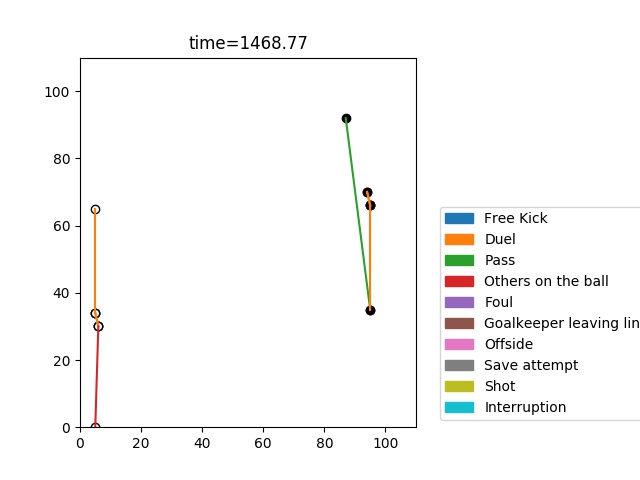 time=1468.77
100
80
60
40
20
0
0 20 40 60 80 100
Free Kick
Duel
Pass
Others on the ball
Foul
Goalkeeper leaving lin
Offside
Save attempt
Shot
Interruption